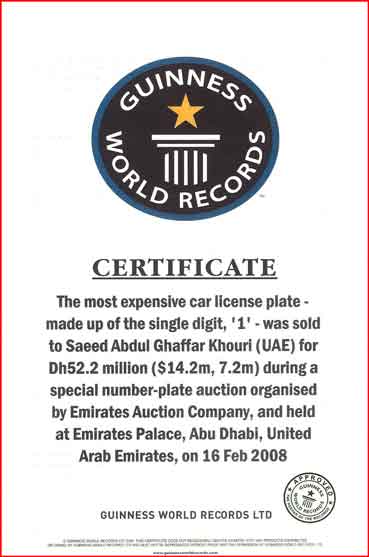 GUINNESS
WORLD RECORDS
™
CERTIFICATE
The most expensive car license plate -
made up of the single digit, '1' - was sold
to Saeed Abdul Ghaffar Khouri (UAE) for
Dh52.2 million ($14.2m, 7.2m) during a
special number-plate auction organised
by Emirates Auction Company, and held
at Emirates Palace, Abu Dhabi, United
Arab Emirates, on 16 Feb 2008
APPROVED
GUINNESS
WORLD RECORDS
GUINNESS WORLD RECORDS LTD
www.guinnessworldrecords.com